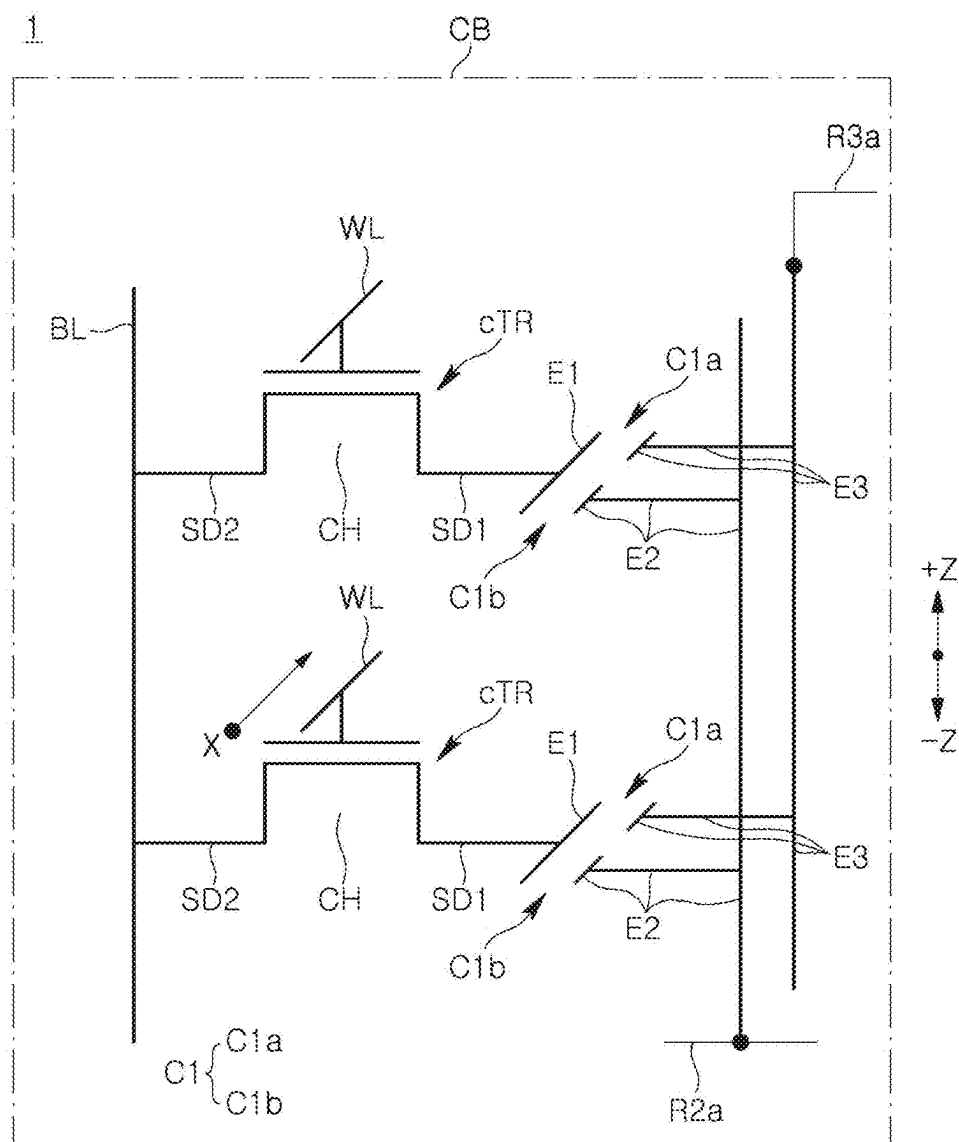 1
CB
R3a
WL
BL
cTR
C1a
E1
E3
SD2
CH
SD1
E2
C1b
+Z
WL
X
cTR
C1a
−Z
E1
E3
SD2
CH
SD1
E2
C1b
C1 { C1a
C1b
R2a